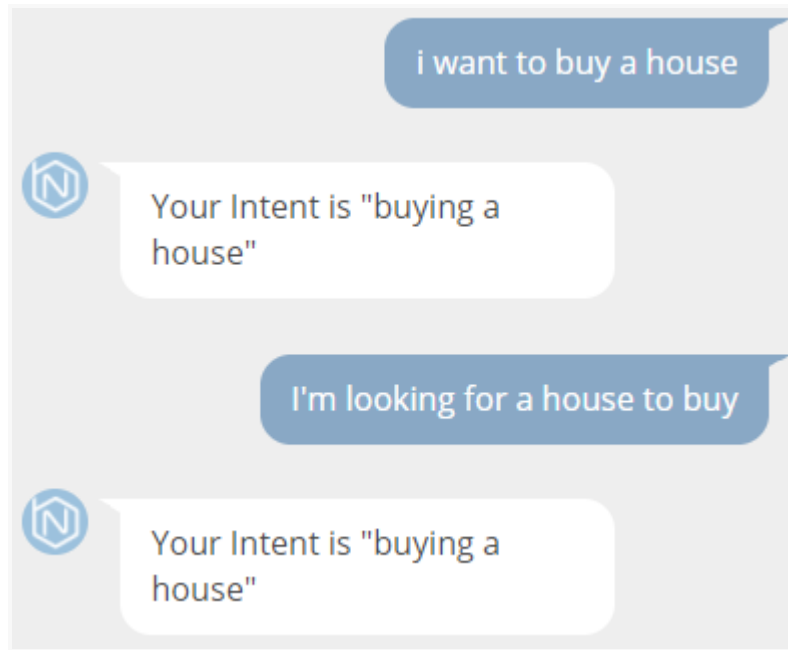 i want to buy a house
Your Intent is "buying a
house"
I'm looking for a house to buy
Your Intent is "buying a
house"